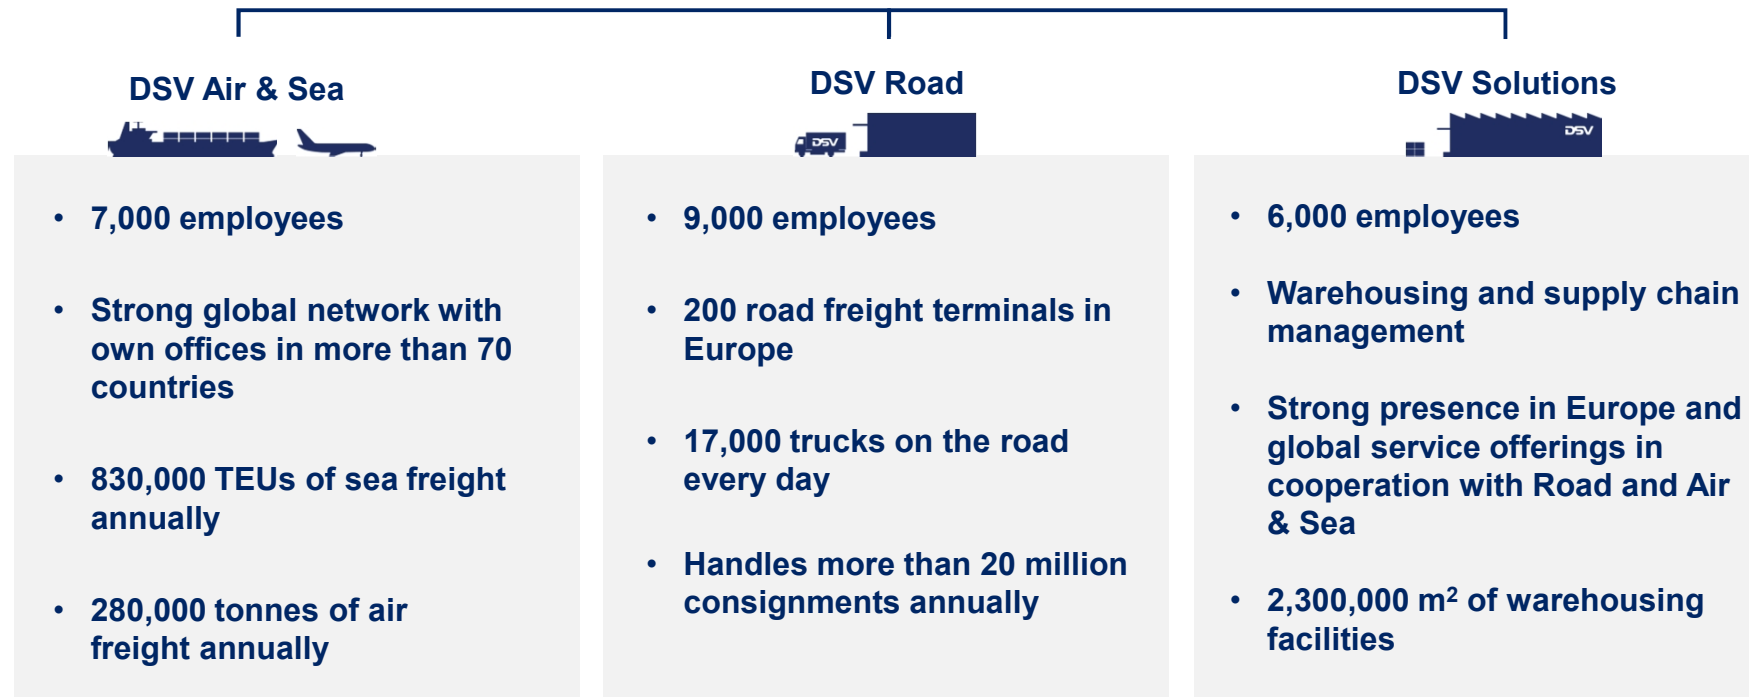 DSV Air & Sea
• 7,000 employees
• Strong global network with
own offices in more than 70
countries
• 830,000 TEUs of sea freight
annually
• 280,000 tonnes of air
freight annually
DSV Road
DSV
• 9,000 employees
• 200 road freight terminals in
Europe
• 17,000 trucks on the road
every day
• Handles more than 20 million
consignments annually
DSV Solutions
DSV
• 6,000 employees
• Warehousing and supply chain
management
• Strong presence in Europe and
global service offerings in
cooperation with Road and Air
& Sea
• 2,300,000 m² of warehousing
facilities